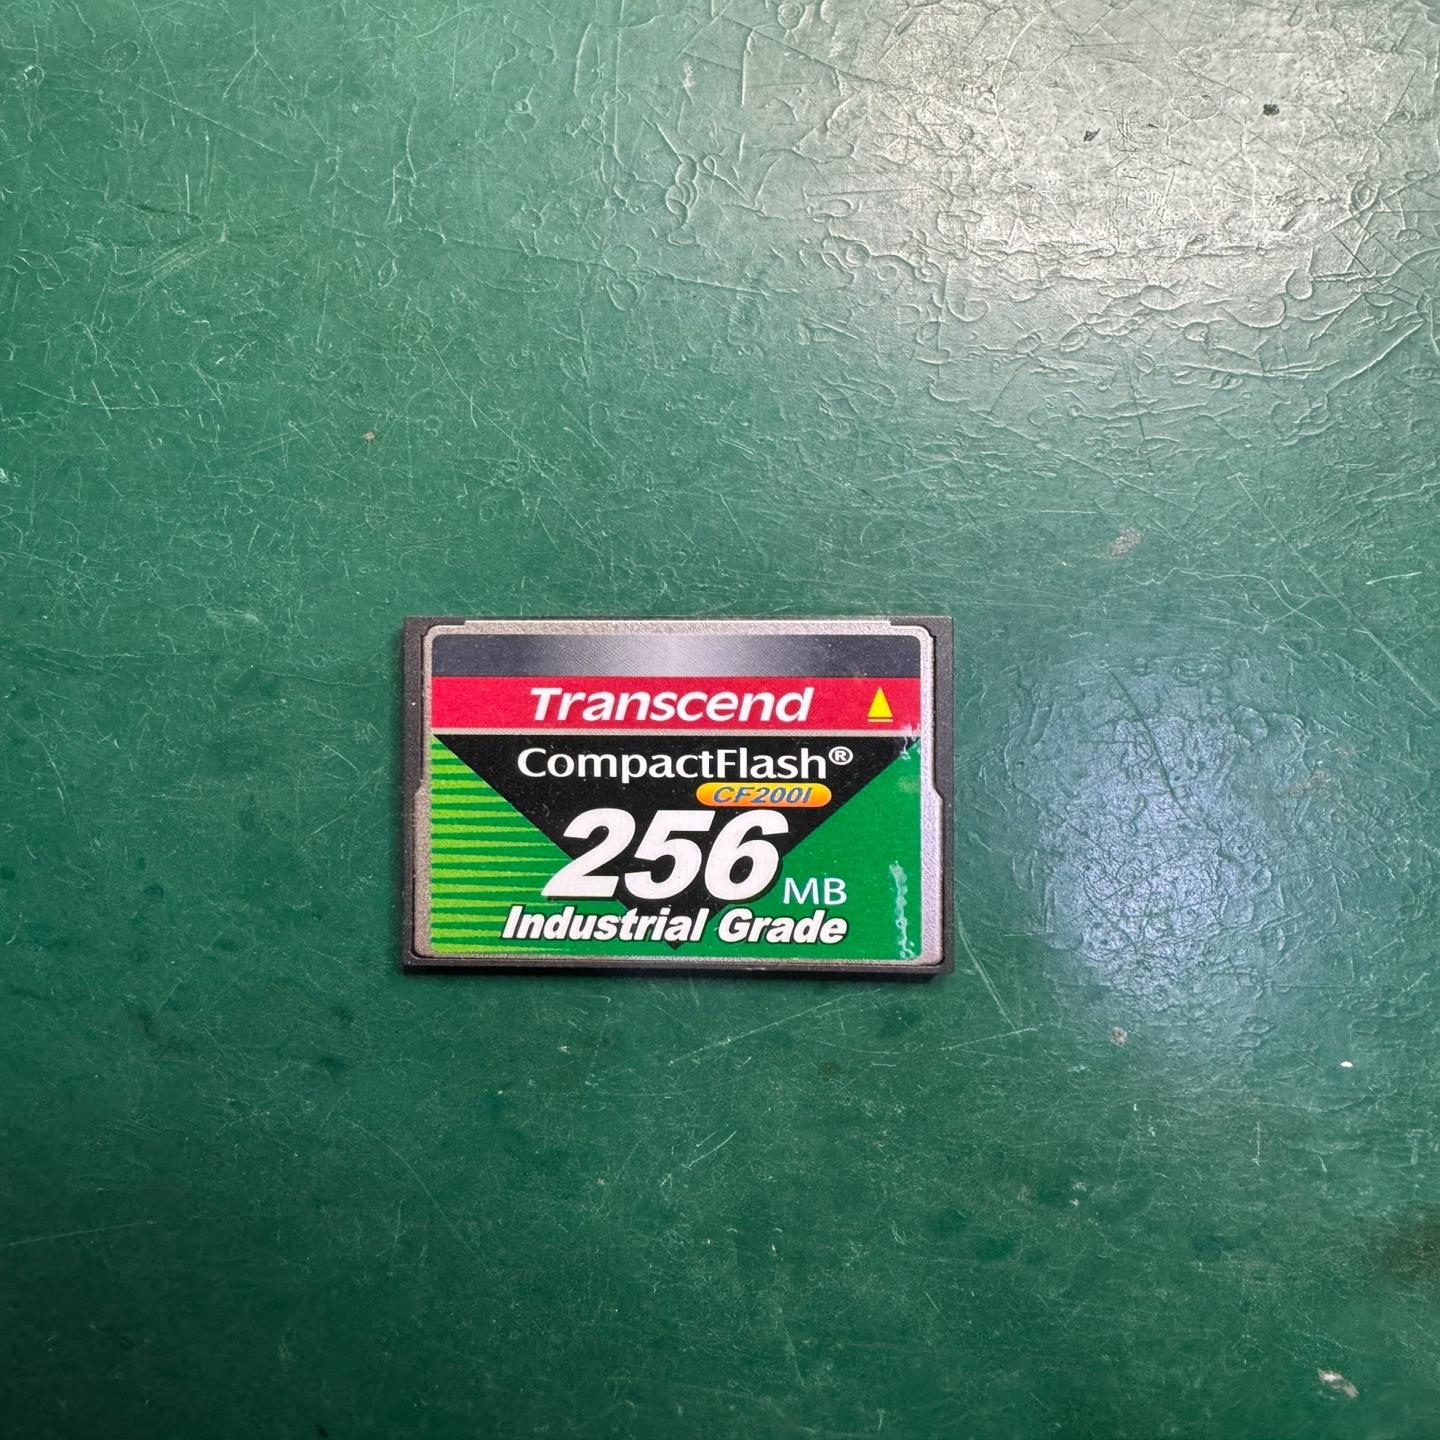 Transcend
CompactFlash®
CF200I
256 MB
Industrial Grade